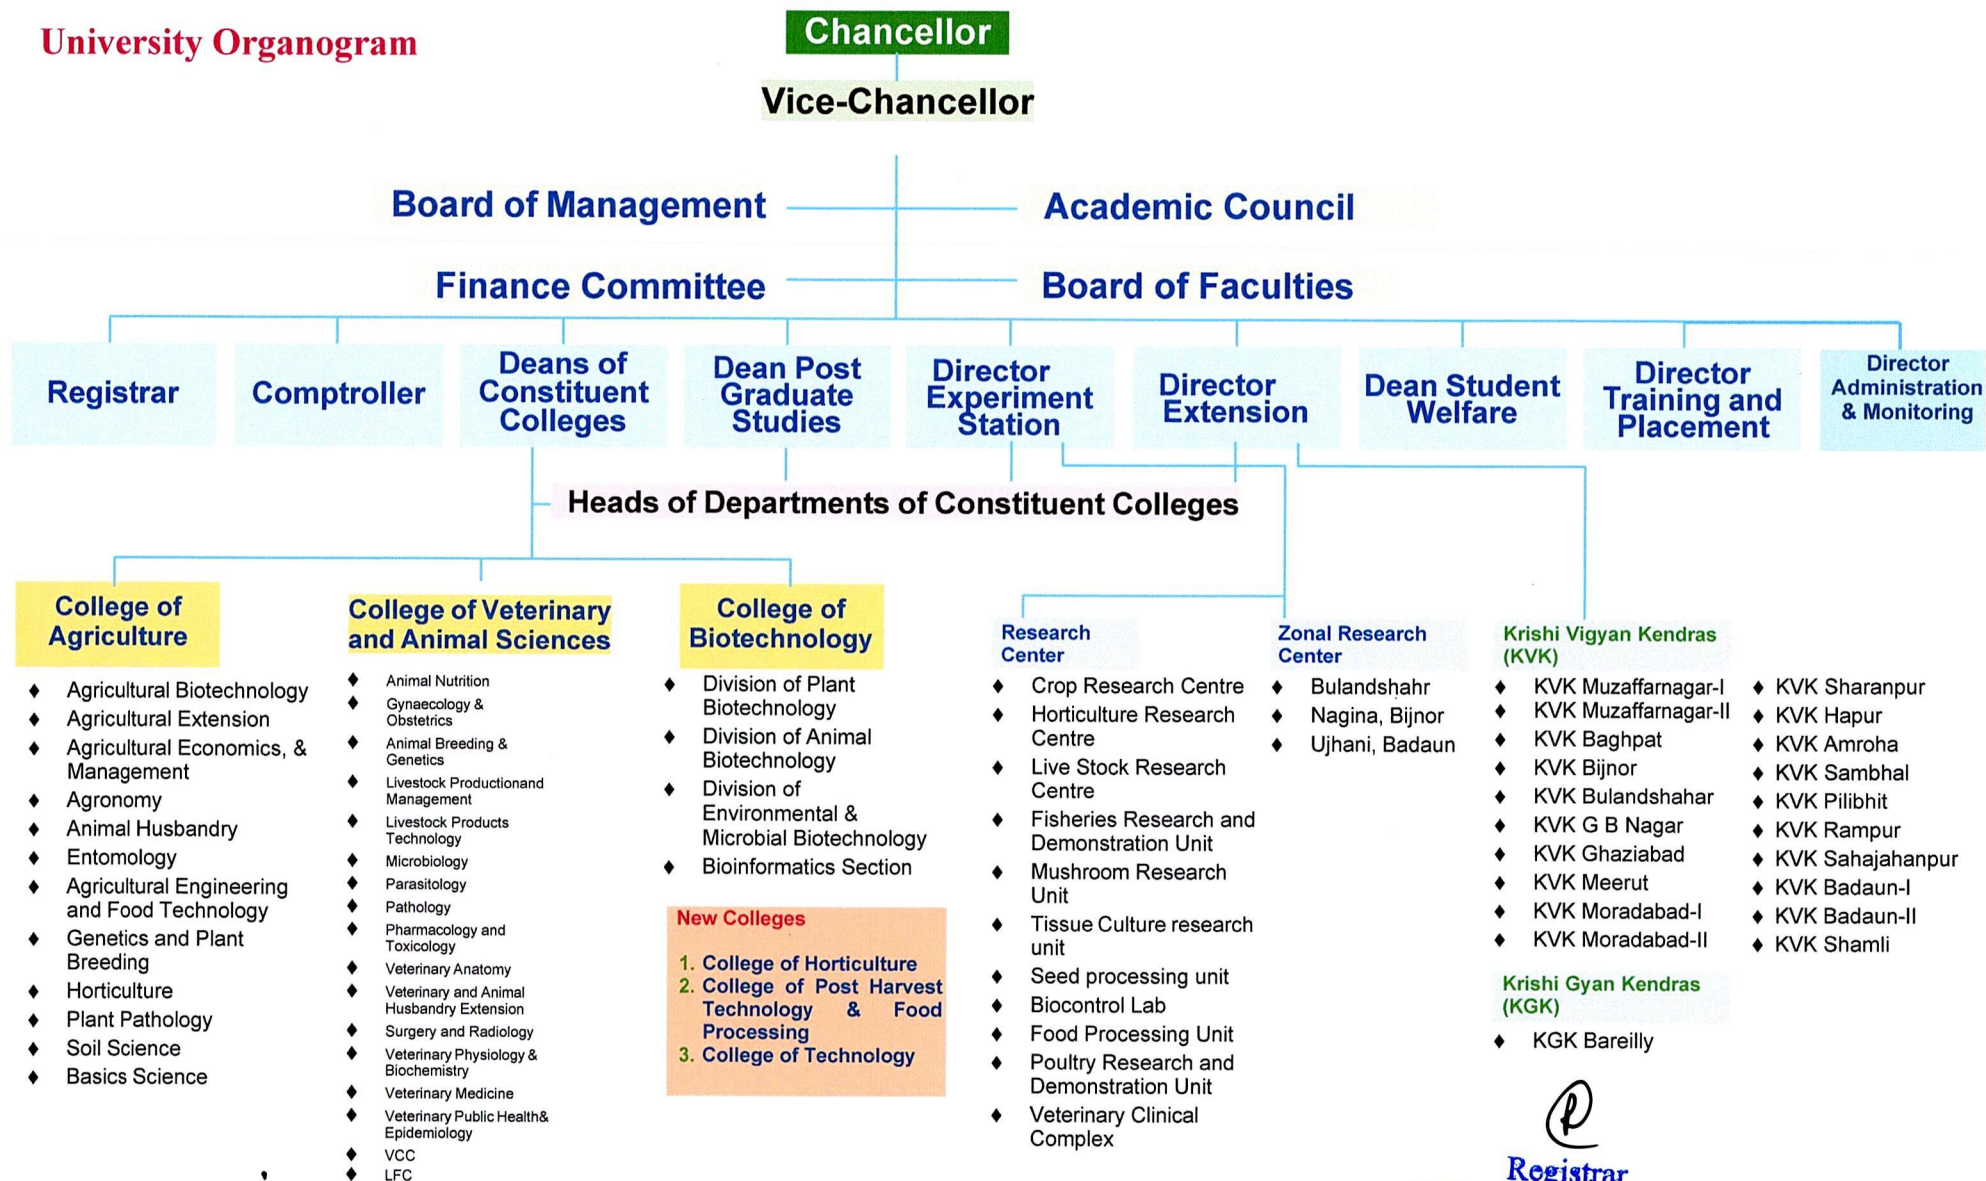 University Organogram
Chancellor
Vice-Chancellor
Board of Management
Academic Council
Finance Committee
Board of Faculties
Registrar
Comptroller
Deans of
Constituent
Colleges
Dean Post
Graduate
Studies
Director
Experiment
Station
Director
Extension
Dean Student
Welfare
Director
Training and
Placement
Director
Administration
& Monitoring
Heads of Departments of Constituent Colleges
College of
Agriculture
♦ Agricultural Biotechnology
♦ Agricultural Extension
♦ Agricultural Economics, &
Management
♦ Agronomy
♦ Animal Husbandry
♦ Entomology
♦ Agricultural Engineering
and Food Technology
♦ Genetics and Plant
Breeding
♦ Horticulture
♦ Plant Pathology
♦ Soil Science
♦ Basics Science
College of Veterinary
and Animal Sciences
♦ Animal Nutrition
♦ Gynaecology &
Obstetrics
♦ Animal Breeding &
Genetics
♦ Livestock Productionand
Management
♦ Livestock Products
Technology
♦ Microbiology
♦ Parasitology
♦ Pathology
♦ Pharmacology and
Toxicology
♦ Veterinary Anatomy
♦ Veterinary and Animal
Husbandry Extension
♦ Surgery and Radiology
♦ Veterinary Physiology &
Biochemistry
♦ Veterinary Medicine
♦ Veterinary Public Health&
Epidemiology
♦ VCC
♦ LFC
College of
Biotechnology
♦ Division of Plant
Biotechnology
♦ Division of Animal
Biotechnology
♦ Division of
Environmental &
Microbial Biotechnology
♦ Bioinformatics Section
New Colleges
1. College of Horticulture
2. College of Post Harvest
Technology & Food
Processing
3. College of Technology
Research
Center
♦ Crop Research Centre
♦ Horticulture Research
Centre
♦ Live Stock Research
Centre
♦ Fisheries Research and
Demonstration Unit
♦ Mushroom Research
Unit
♦ Tissue Culture research
unit
♦ Seed processing unit
♦ Biocontrol Lab
♦ Food Processing Unit
♦ Poultry Research and
Demonstration Unit
♦ Veterinary Clinical
Complex
Zonal Research
Center
♦ Bulandshahr
♦ Nagina, Bijnor
♦ Ujhani, Badaun
Krishi Vigyan Kendras
(KVK)
♦ KVK Muzaffarnagar-I
♦ KVK Muzaffarnagar-II
♦ KVK Baghpat
♦ KVK Bijnor
♦ KVK Bulandshahar
♦ KVK G B Nagar
♦ KVK Ghaziabad
♦ KVK Meerut
♦ KVK Moradabad-I
♦ KVK Moradabad-II
♦ KVK Sharanpur
♦ KVK Hapur
♦ KVK Amroha
♦ KVK Sambhal
♦ KVK Pilibhit
♦ KVK Rampur
♦ KVK Sahajahanpur
♦ KVK Badaun-I
♦ KVK Badaun-II
♦ KVK Shamli
Krishi Gyan Kendras
(KGK)
♦ KGK Bareilly
Registrar